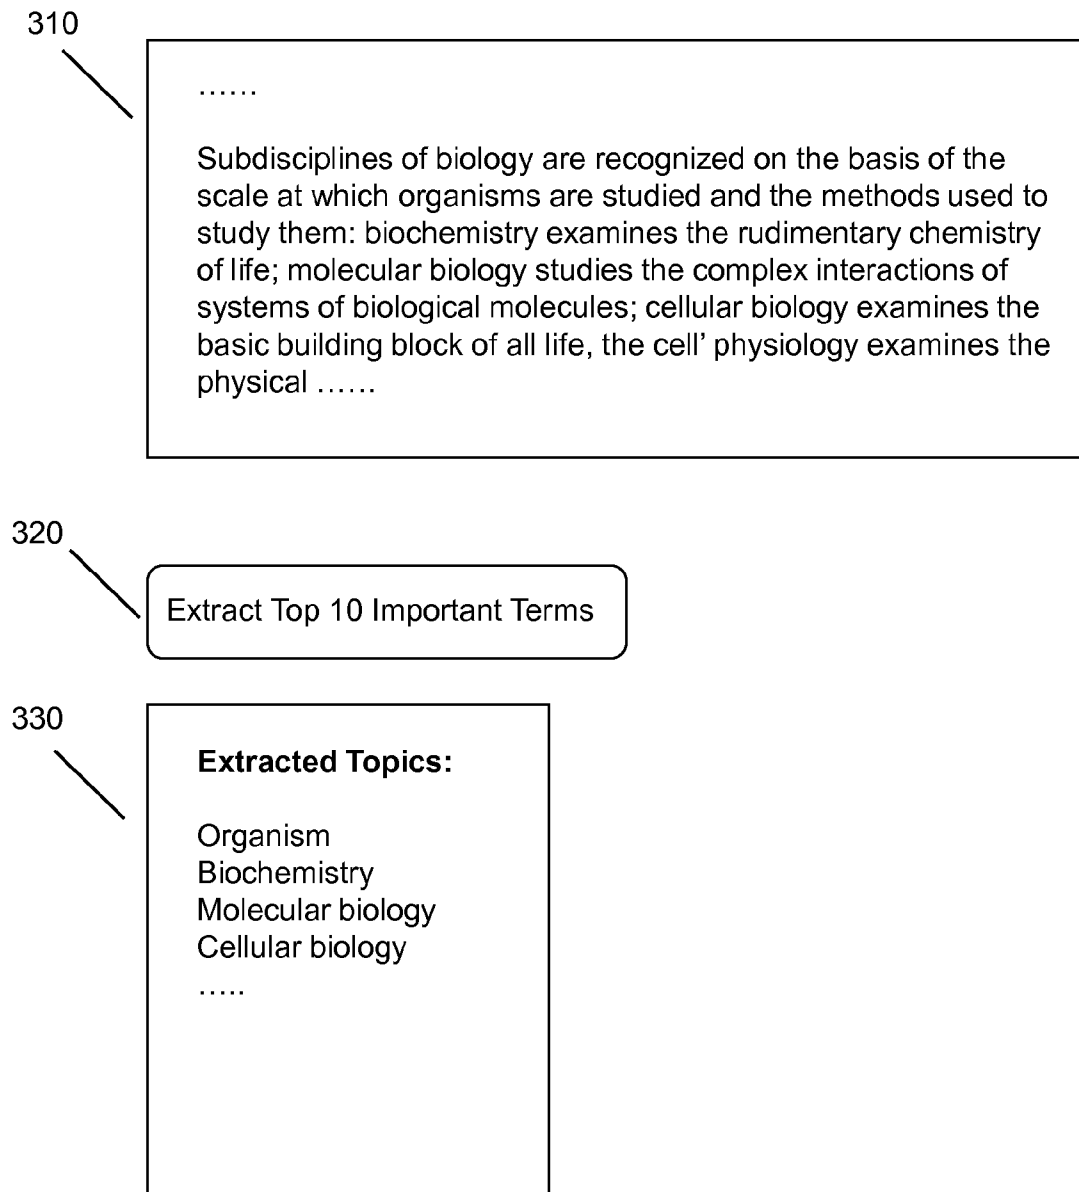 310
......
Subdisciplines of biology are recognized on the basis of the
scale at which organisms are studied and the methods used to
study them: biochemistry examines the rudimentary chemistry
of life; molecular biology studies the complex interactions of
systems of biological molecules; cellular biology examines the
basic building block of all life, the cell’ physiology examines the
physical ......
320
Extract Top 10 Important Terms
330
Extracted Topics:
Organism
Biochemistry
Molecular biology
Cellular biology
.....